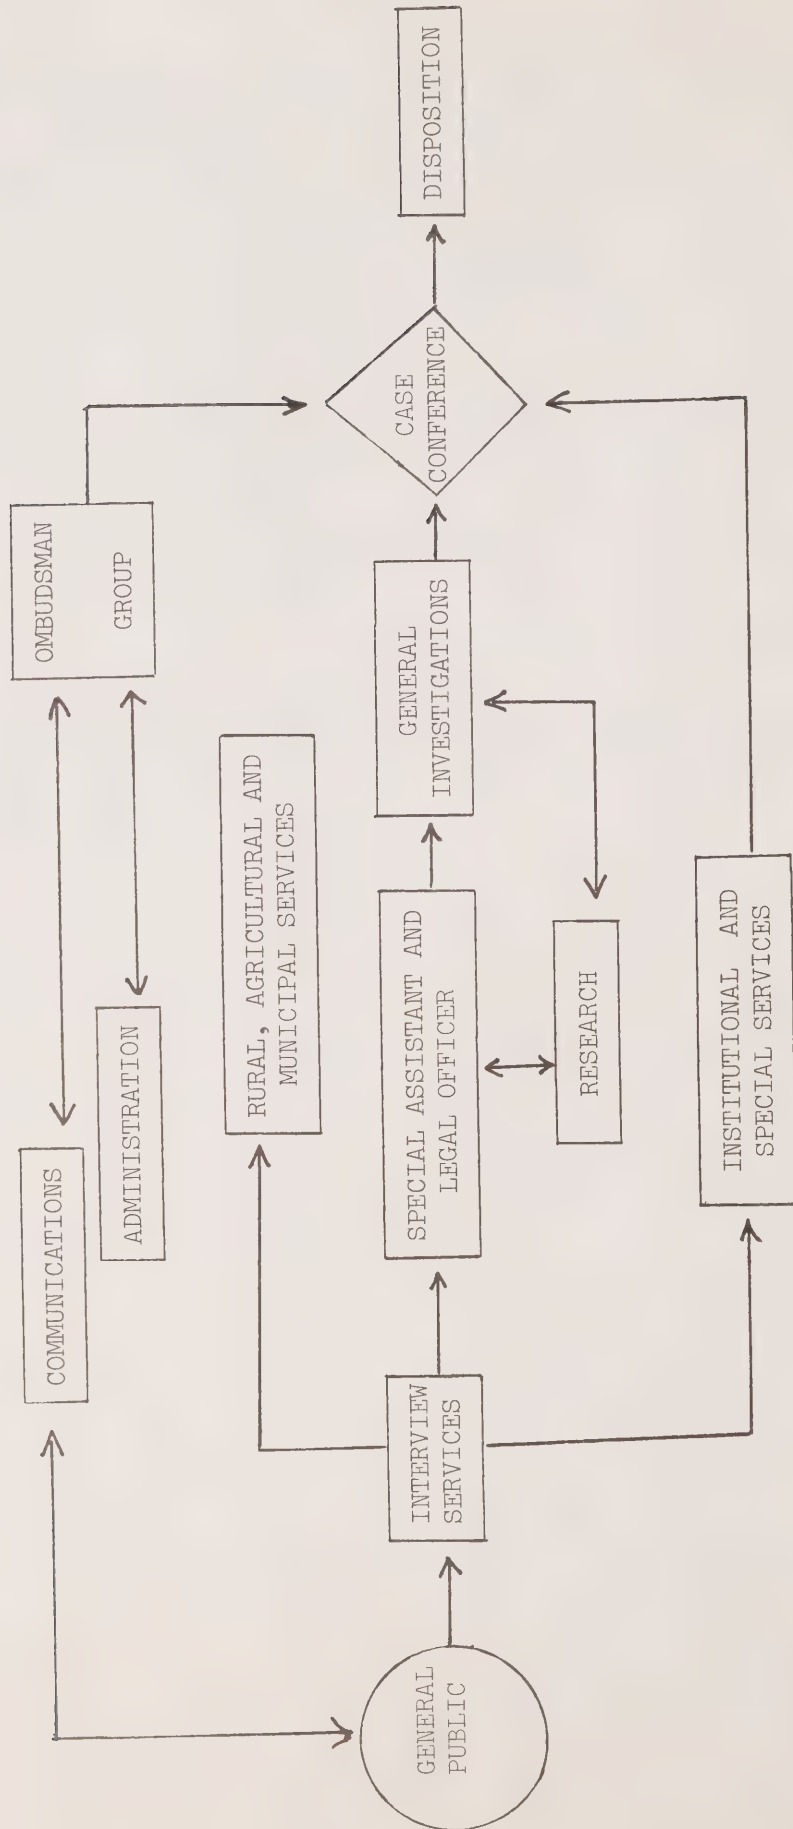 COMMUNICATIONS
ADMINISTRATION
OMBUDSMAN
GROUP
RURAL, AGRICULTURAL AND
MUNICIPAL SERVICES
GENERAL
PUBLIC
INTERVIEW
SERVICES
SPECIAL ASSISTANT AND
LEGAL OFFICER
GENERAL
INVESTIGATIONS
CASE
CONFERENCE
DISPOSITION
RESEARCH
INSTITUTIONAL AND
SPECIAL SERVICES